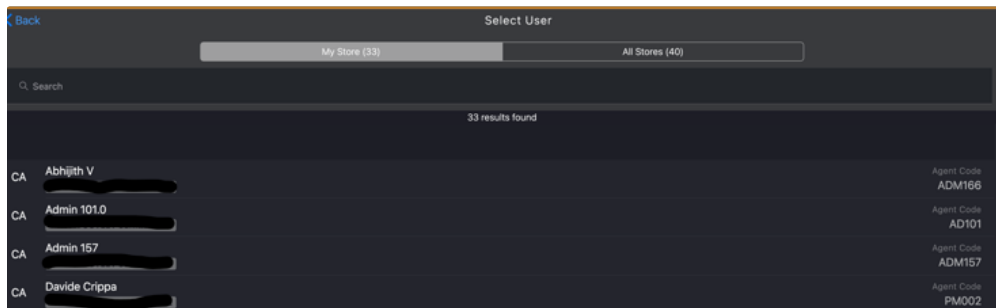 Back
Select User
My Store (33)
All Stores (40)
Search
33 results found
CA
Abhijith V
Agent Code
ADM166
CA
Admin 101.0
Agent Code
AD101
CA
Admin 157
Agent Code
ADM157
CA
Davide Crippa
Agent Code
PM002